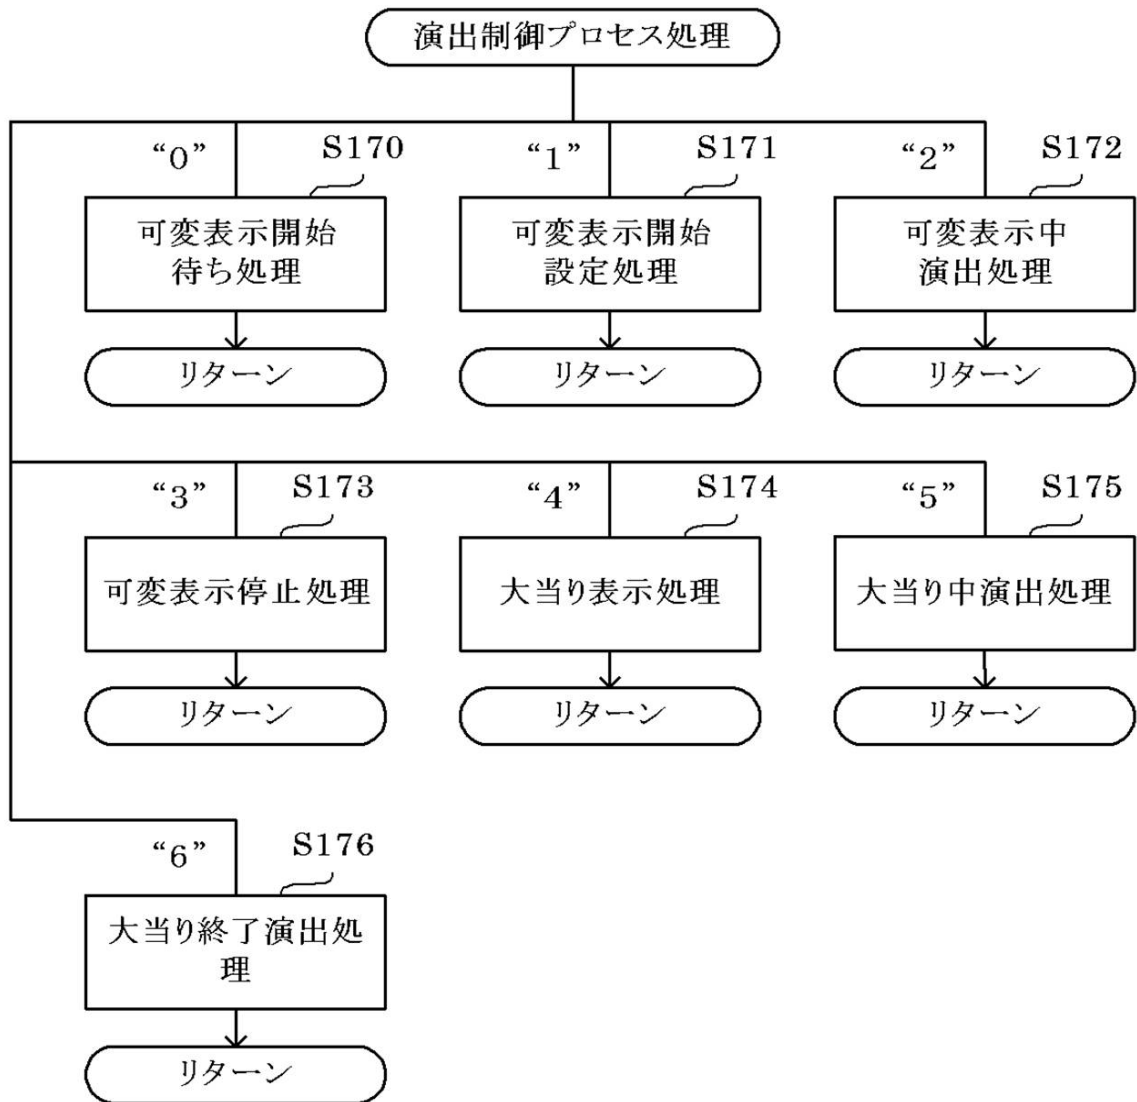 演出制御プロセス処理
“0”
S170
可変表示開始
待ち処理
リターン
“1”
S171
可変表示開始
設定処理
リターン
“2”
S172
可変表示中
演出処理
リターン
“3”
S173
可変表示停止処理
リターン
“4”
S174
大当り表示処理
リターン
“5”
S175
大当り中演出処理
リターン
“6”
S176
大当り終了演出処
理
リターン